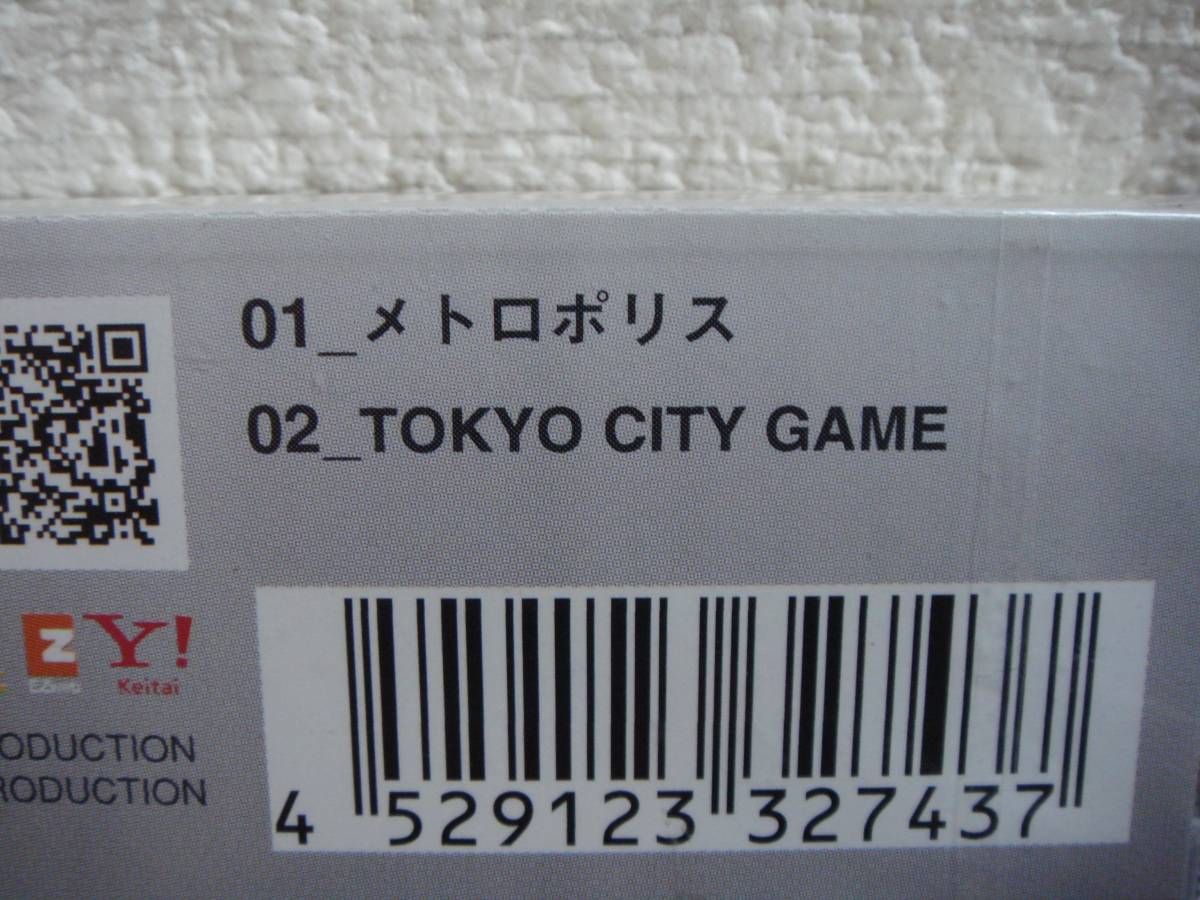 01_メトロポリス
02_TOKYO CITY GAME
Z
Y!
Keitai
ODUCTION
RODUCTION
4 529123 327437